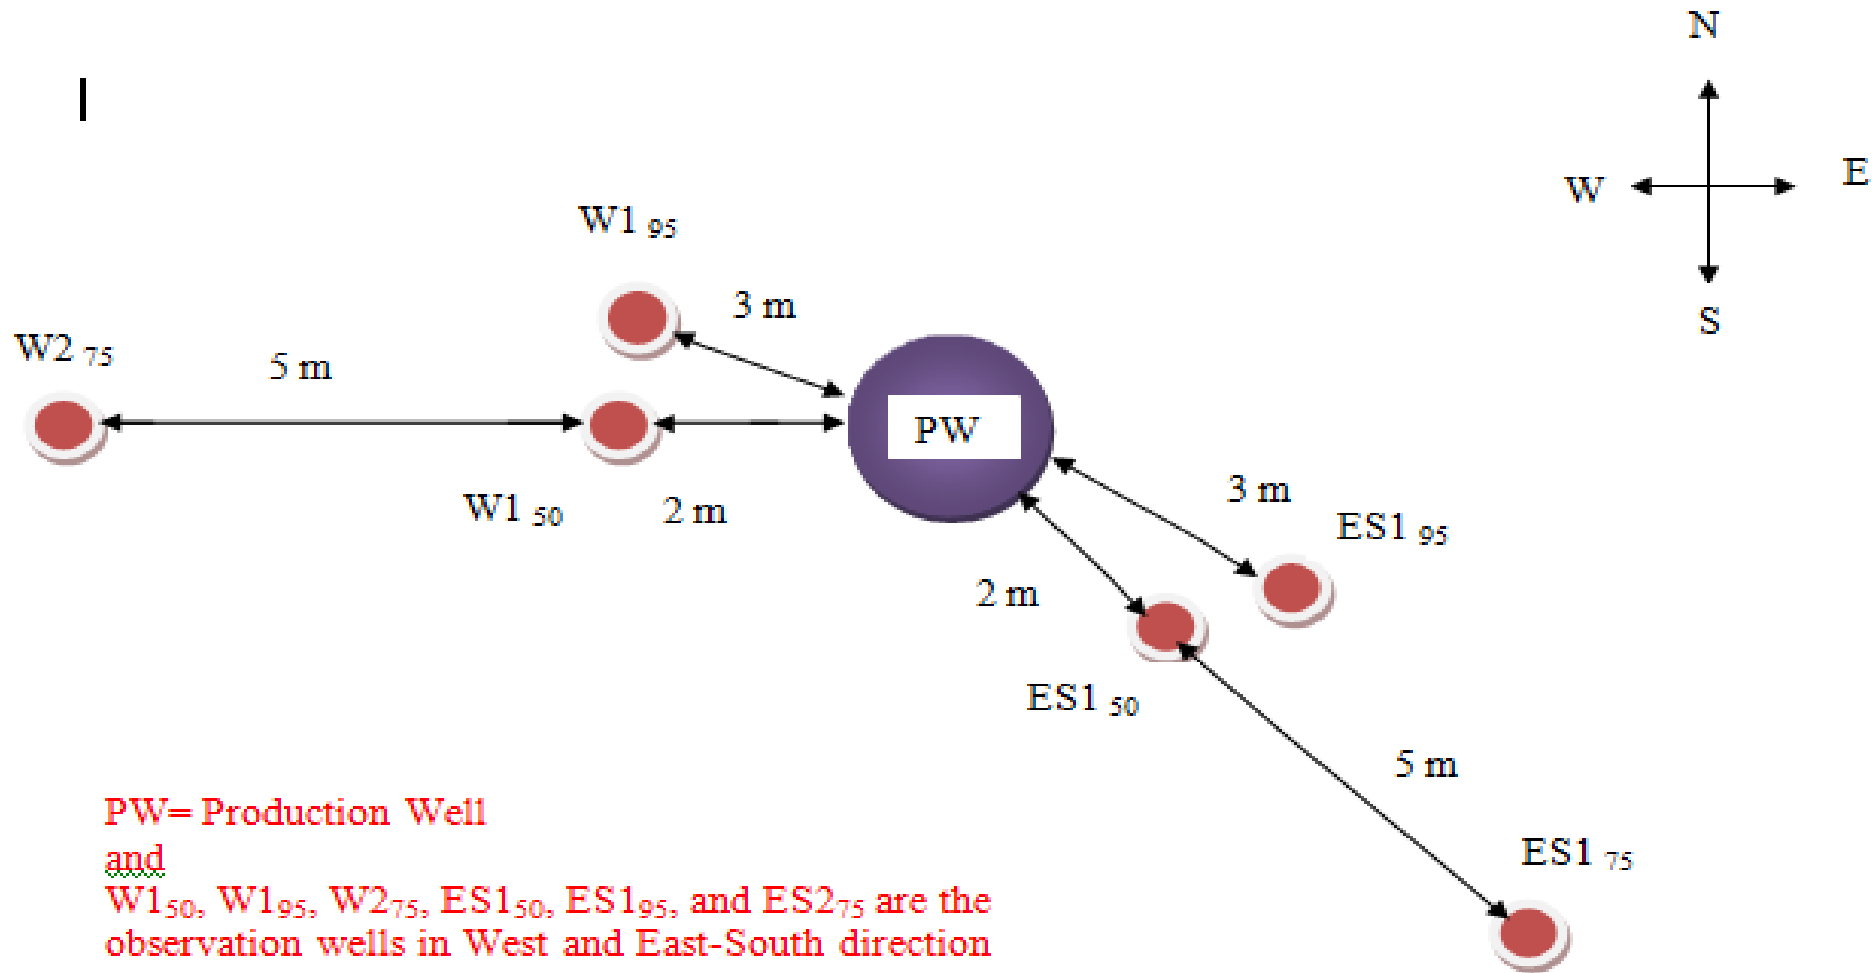 N
W
E
S
W1 95
3 m
W2 75
5 m
PW
W1 50
2 m
3 m
ES1 95
2 m
ES1 50
5 m
ES1 75
PW= Production Well
and
W150, W195, W275, ES150, ES195, and ES275 are the
observation wells in West and East-South direction